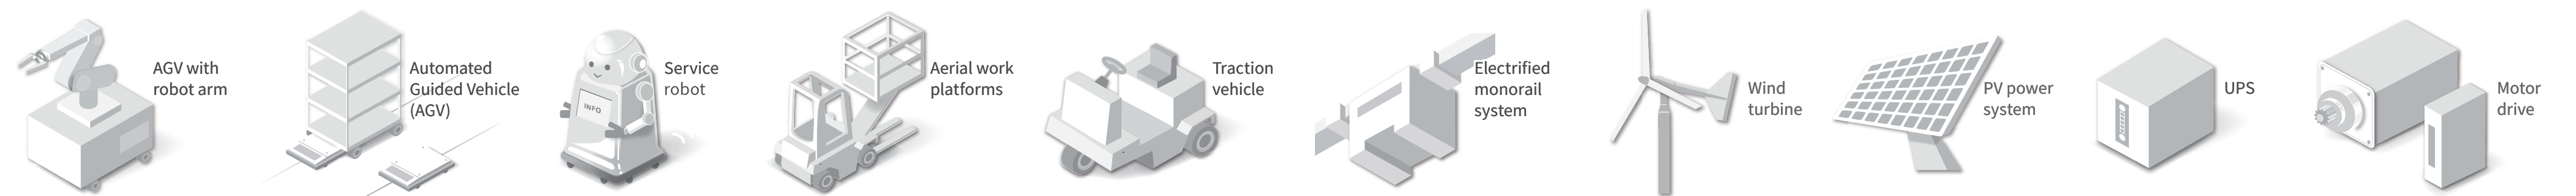 AGV with
robot arm
Automated
Guided Vehicle
(AGV)
INFO
Service
robot
Aerial work
platforms
Traction
vehicle
Electrified
monorail
system
Wind
turbine
PV power
system
UPS
Motor
drive